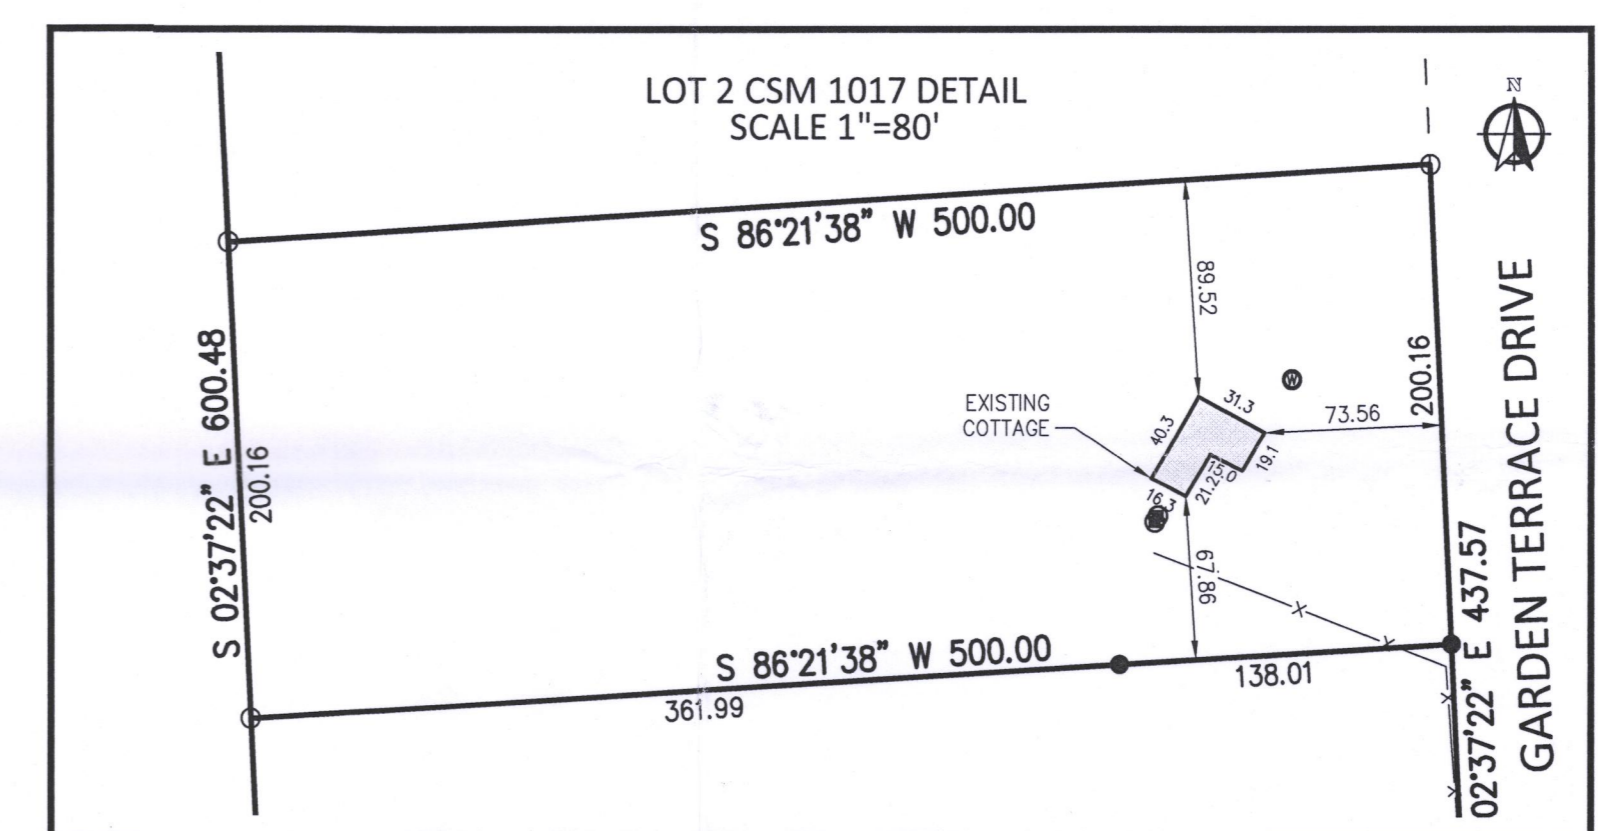 LOT 2 CSM 1017 DETAIL
SCALE 1"=80'
N
S 86°21'38" W 500.00
89.52
W
EXISTING
COTTAGE
31.3
40.3
73.56
200.16
19.1
15.0
21.2
16.3
67.86
S 02°37'22" E 600.48
200.16
X
X
X
X
S 86°21'38" W 500.00
361.99
138.01
02°37'22" E 437.57
GARDEN TERRACE DRIVE